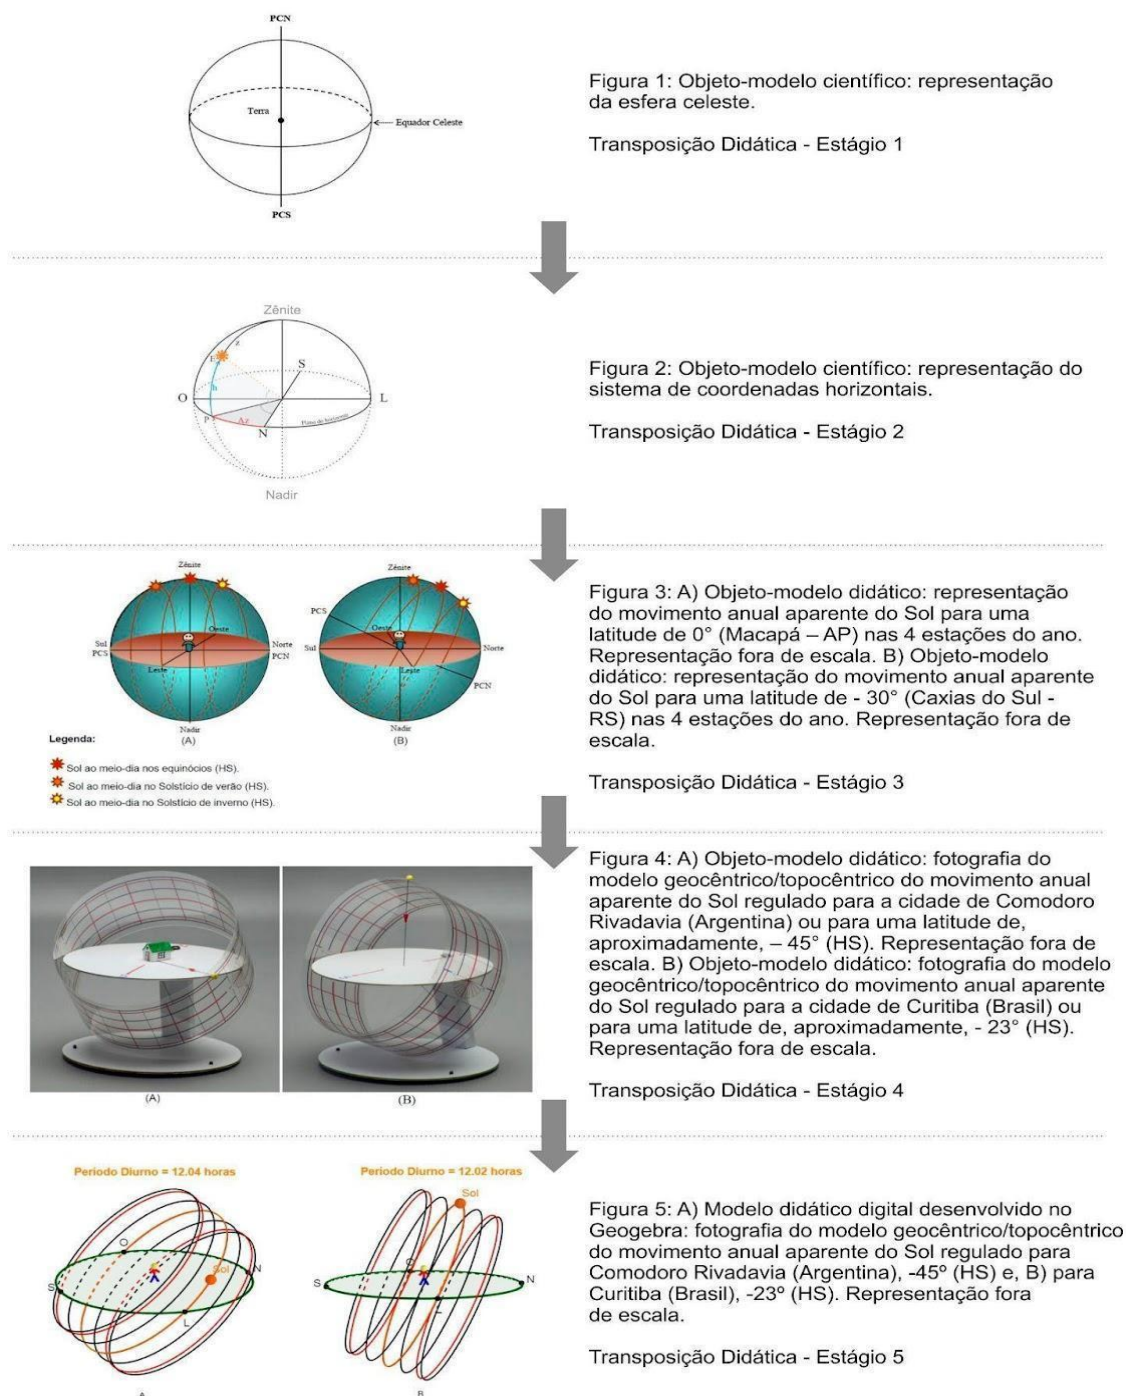 PCN
Terra
Equador Celeste
PCS
Figura 1: Objeto-modelo científico: representação
da esfera celeste.
Transposição Didática - Estágio 1
Zênite
z
E
S
h
O
L
P
Az
N
Plano do horizonte
Nadir
Figura 2: Objeto-modelo científico: representação do
sistema de coordenadas horizontais.
Transposição Didática - Estágio 2
Zênite
Oeste
Sul
PCS
Norte
PCN
Leste
Nadir
(A)
Zênite
PCS
Oeste
Sul
Norte
Leste
PCN
Nadir
(B)
Legenda:
Sol ao meio-dia nos equinócios (HS).
Sol ao meio-dia no Solstício de verão (HS).
Sol ao meio-dia no Solstício de inverno (HS).
Figura 3: A) Objeto-modelo didático: representação
do movimento anual aparente do Sol para uma
latitude de 0° (Macapá – AP) nas 4 estações do ano.
Representação fora de escala. B) Objeto-modelo
didático: representação do movimento anual aparente
do Sol para uma latitude de - 30° (Caxias do Sul -
RS) nas 4 estações do ano. Representação fora de
escala.
Transposição Didática - Estágio 3
(A)
(B)
Figura 4: A) Objeto-modelo didático: fotografia do
modelo geocêntrico/topocêntrico do movimento anual
aparente do Sol regulado para a cidade de Comodoro
Rivadavia (Argentina) ou para uma latitude de,
aproximadamente, – 45° (HS). Representação fora de
escala. B) Objeto-modelo didático: fotografia do modelo
geocêntrico/topocêntrico do movimento anual aparente
do Sol regulado para a cidade de Curitiba (Brasil) ou
para uma latitude de, aproximadamente, - 23° (HS).
Representação fora de escala.
Transposição Didática - Estágio 4
Período Diurno = 12.04 horas
O
S
Sol
N
L
A
Período Diurno = 12.02 horas
Sol
O
S
N
L
B
Figura 5: A) Modelo didático digital desenvolvido no
Geogebra: fotografia do modelo geocêntrico/topocêntrico
do movimento anual aparente do Sol regulado para
Comodoro Rivadavia (Argentina), -45º (HS) e, B) para
Curitiba (Brasil), -23º (HS). Representação fora
de escala.
Transposição Didática - Estágio 5